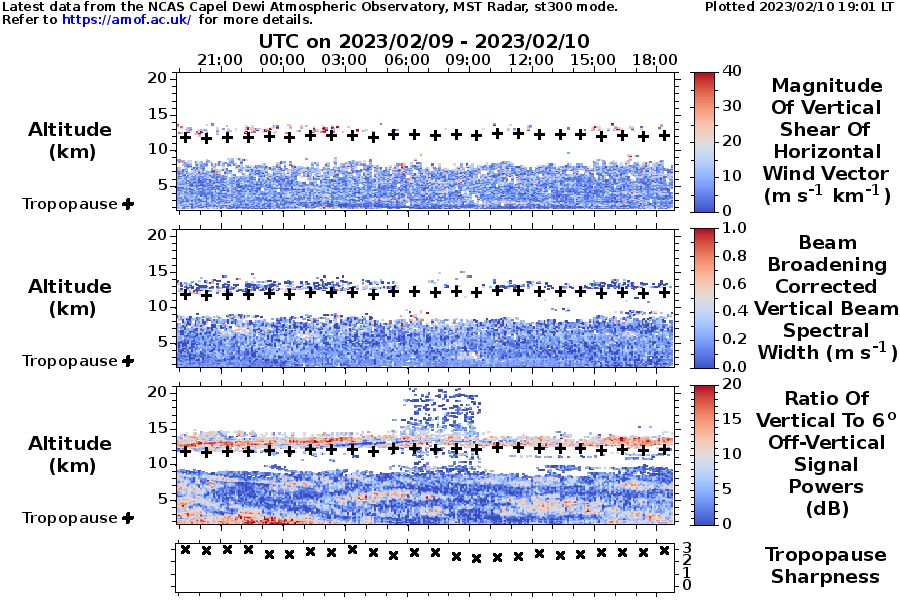 Latest data from the NCAS Capel Dewi Atmospheric Observatory, MST Radar, st300 mode.
Plotted 2023/02/10 19:01 LT
Refer to https://amof.ac.uk/ for more details.
UTC on 2023/02/09 - 2023/02/10
21:00 00:00 03:00 06:00 09:00 12:00 15:00 18:00
20
15
10
5
Altitude
(km)
Tropopause +
40
30
20
10
0
Magnitude
Of Vertical
Shear Of
Horizontal
Wind Vector
(m s-1 km-1)
20
15
10
5
Altitude
(km)
Tropopause +
1.0
0.8
0.6
0.4
0.2
0.0
Beam
Broadening
Corrected
Vertical Beam
Spectral
Width (m s-1)
20
15
10
5
Altitude
(km)
Tropopause +
20
15
10
5
0
Ratio Of
Vertical To 6o
Off-Vertical
Signal
Powers
(dB)
3
2
1
0
Tropopause
Sharpness